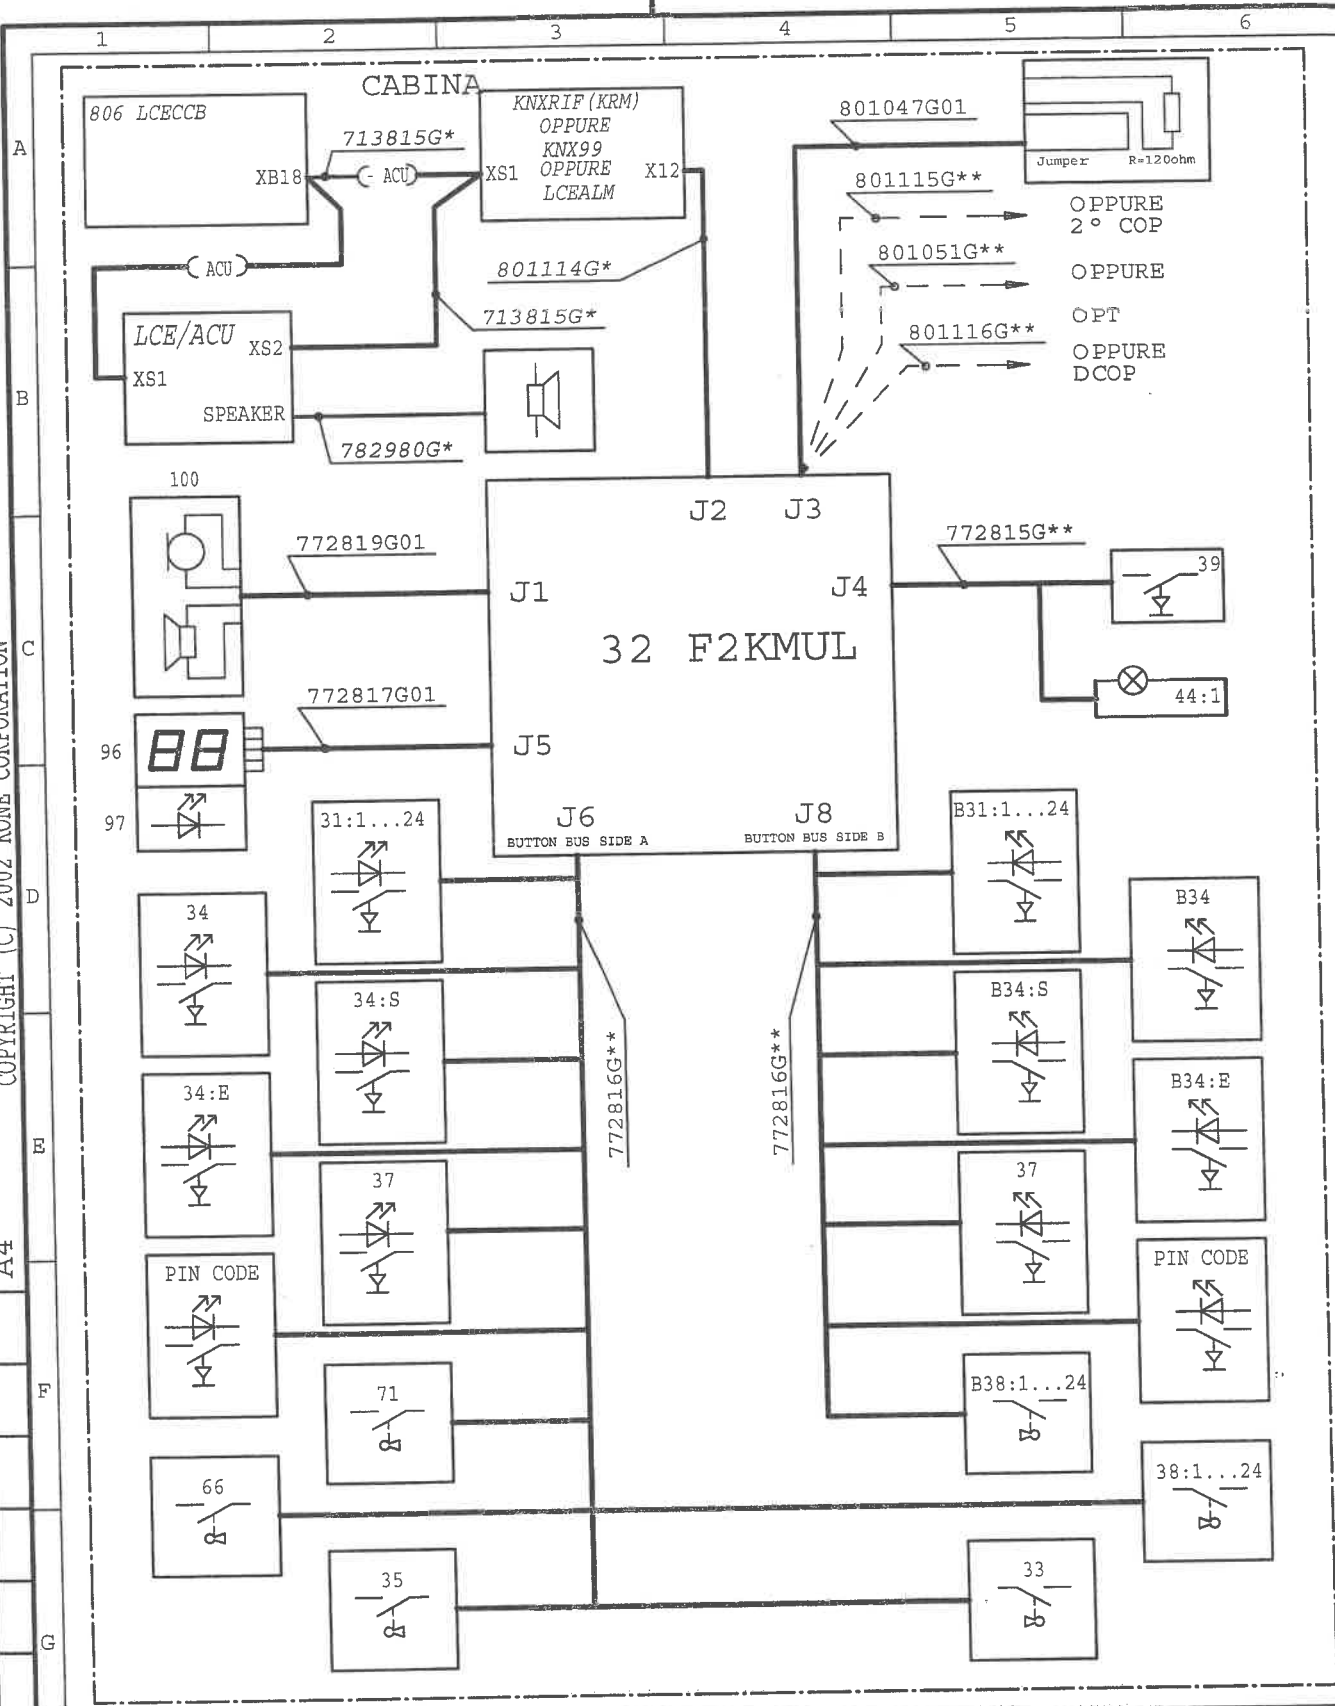 1 2 3 4 5 6
A
B
C
D
E
F
G
COPYRIGHT (C) 2002 KONE CORPORATION
A4
CABINA
806 LCECCB
XB18
713815G*
(- ACU)
KNXRIF(KRM)
OPPURE
KNX99
OPPURE
LCEALM
XS1
X12
801047G01
Jumper R=120ohm
801115G**
OPPURE
2° COP
801051G**
OPPURE
OPT
801116G**
OPPURE
DCOP
(ACU)
801114G*
713815G*
LCE/ACU
XS2
XS1
SPEAKER
782980G*
100
772819G01
J2 J3
J1
J4
32 F2KMUL
772815G**
39
44:1
772817G01
J5
96
88
97
J6
BUTTON BUS SIDE A
J8
BUTTON BUS SIDE B
31:1...24
B31:1...24
34
B34
34:S
B34:S
772816G**
772816G**
34:E
B34:E
37
37
PIN CODE
PIN CODE
71
B38:1...24
66
38:1...24
35
33